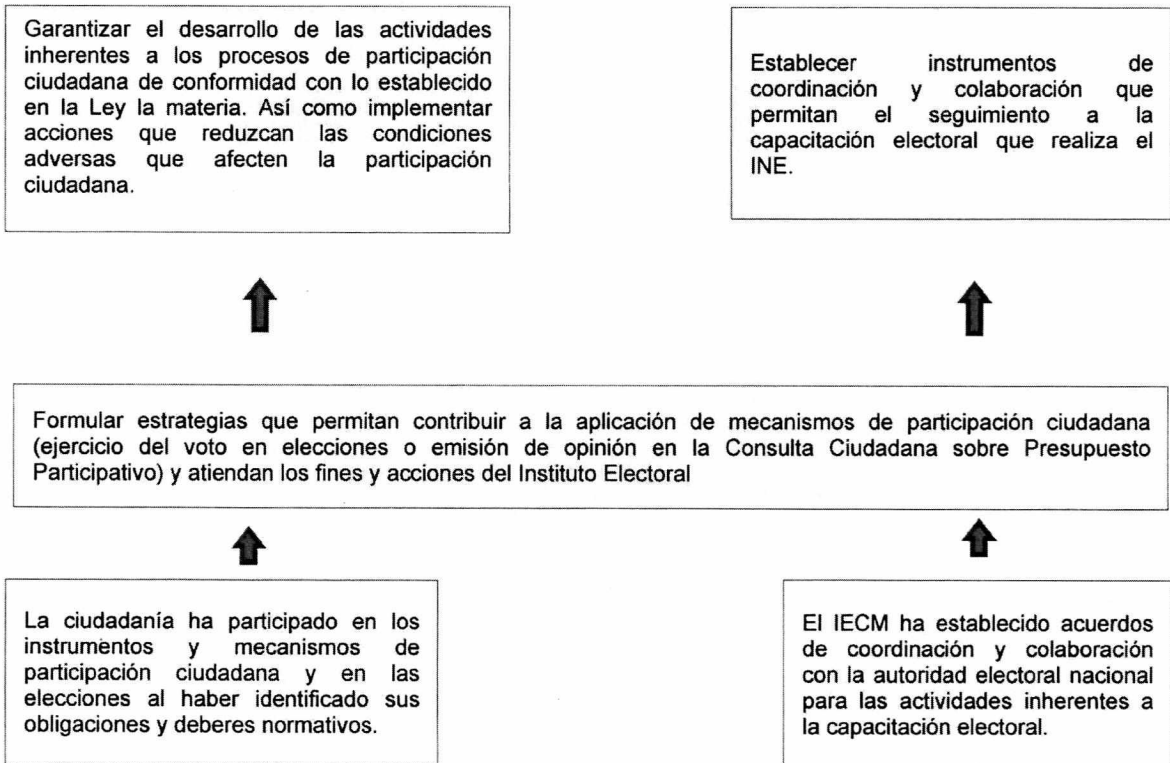 Garantizar el desarrollo de las actividades
inherentes a los procesos de participación
ciudadana de conformidad con lo establecido
en la Ley la materia. Así como implementar
acciones que reduzcan las condiciones
adversas que afecten la participación
ciudadana.
Establecer instrumentos de
coordinación y colaboración que
permitan el seguimiento a la
capacitación electoral que realiza el
INE.
Formular estrategias que permitan contribuir a la aplicación de mecanismos de participación ciudadana
(ejercicio del voto en elecciones o emisión de opinión en la Consulta Ciudadana sobre Presupuesto
Participativo) y atiendan los fines y acciones del Instituto Electoral
La ciudadanía ha participado en los
instrumentos y mecanismos de
participación ciudadana y en las
elecciones al haber identificado sus
obligaciones y deberes normativos.
El IECM ha establecido acuerdos
de coordinación y colaboración
con la autoridad electoral nacional
para las actividades inherentes a
la capacitación electoral.